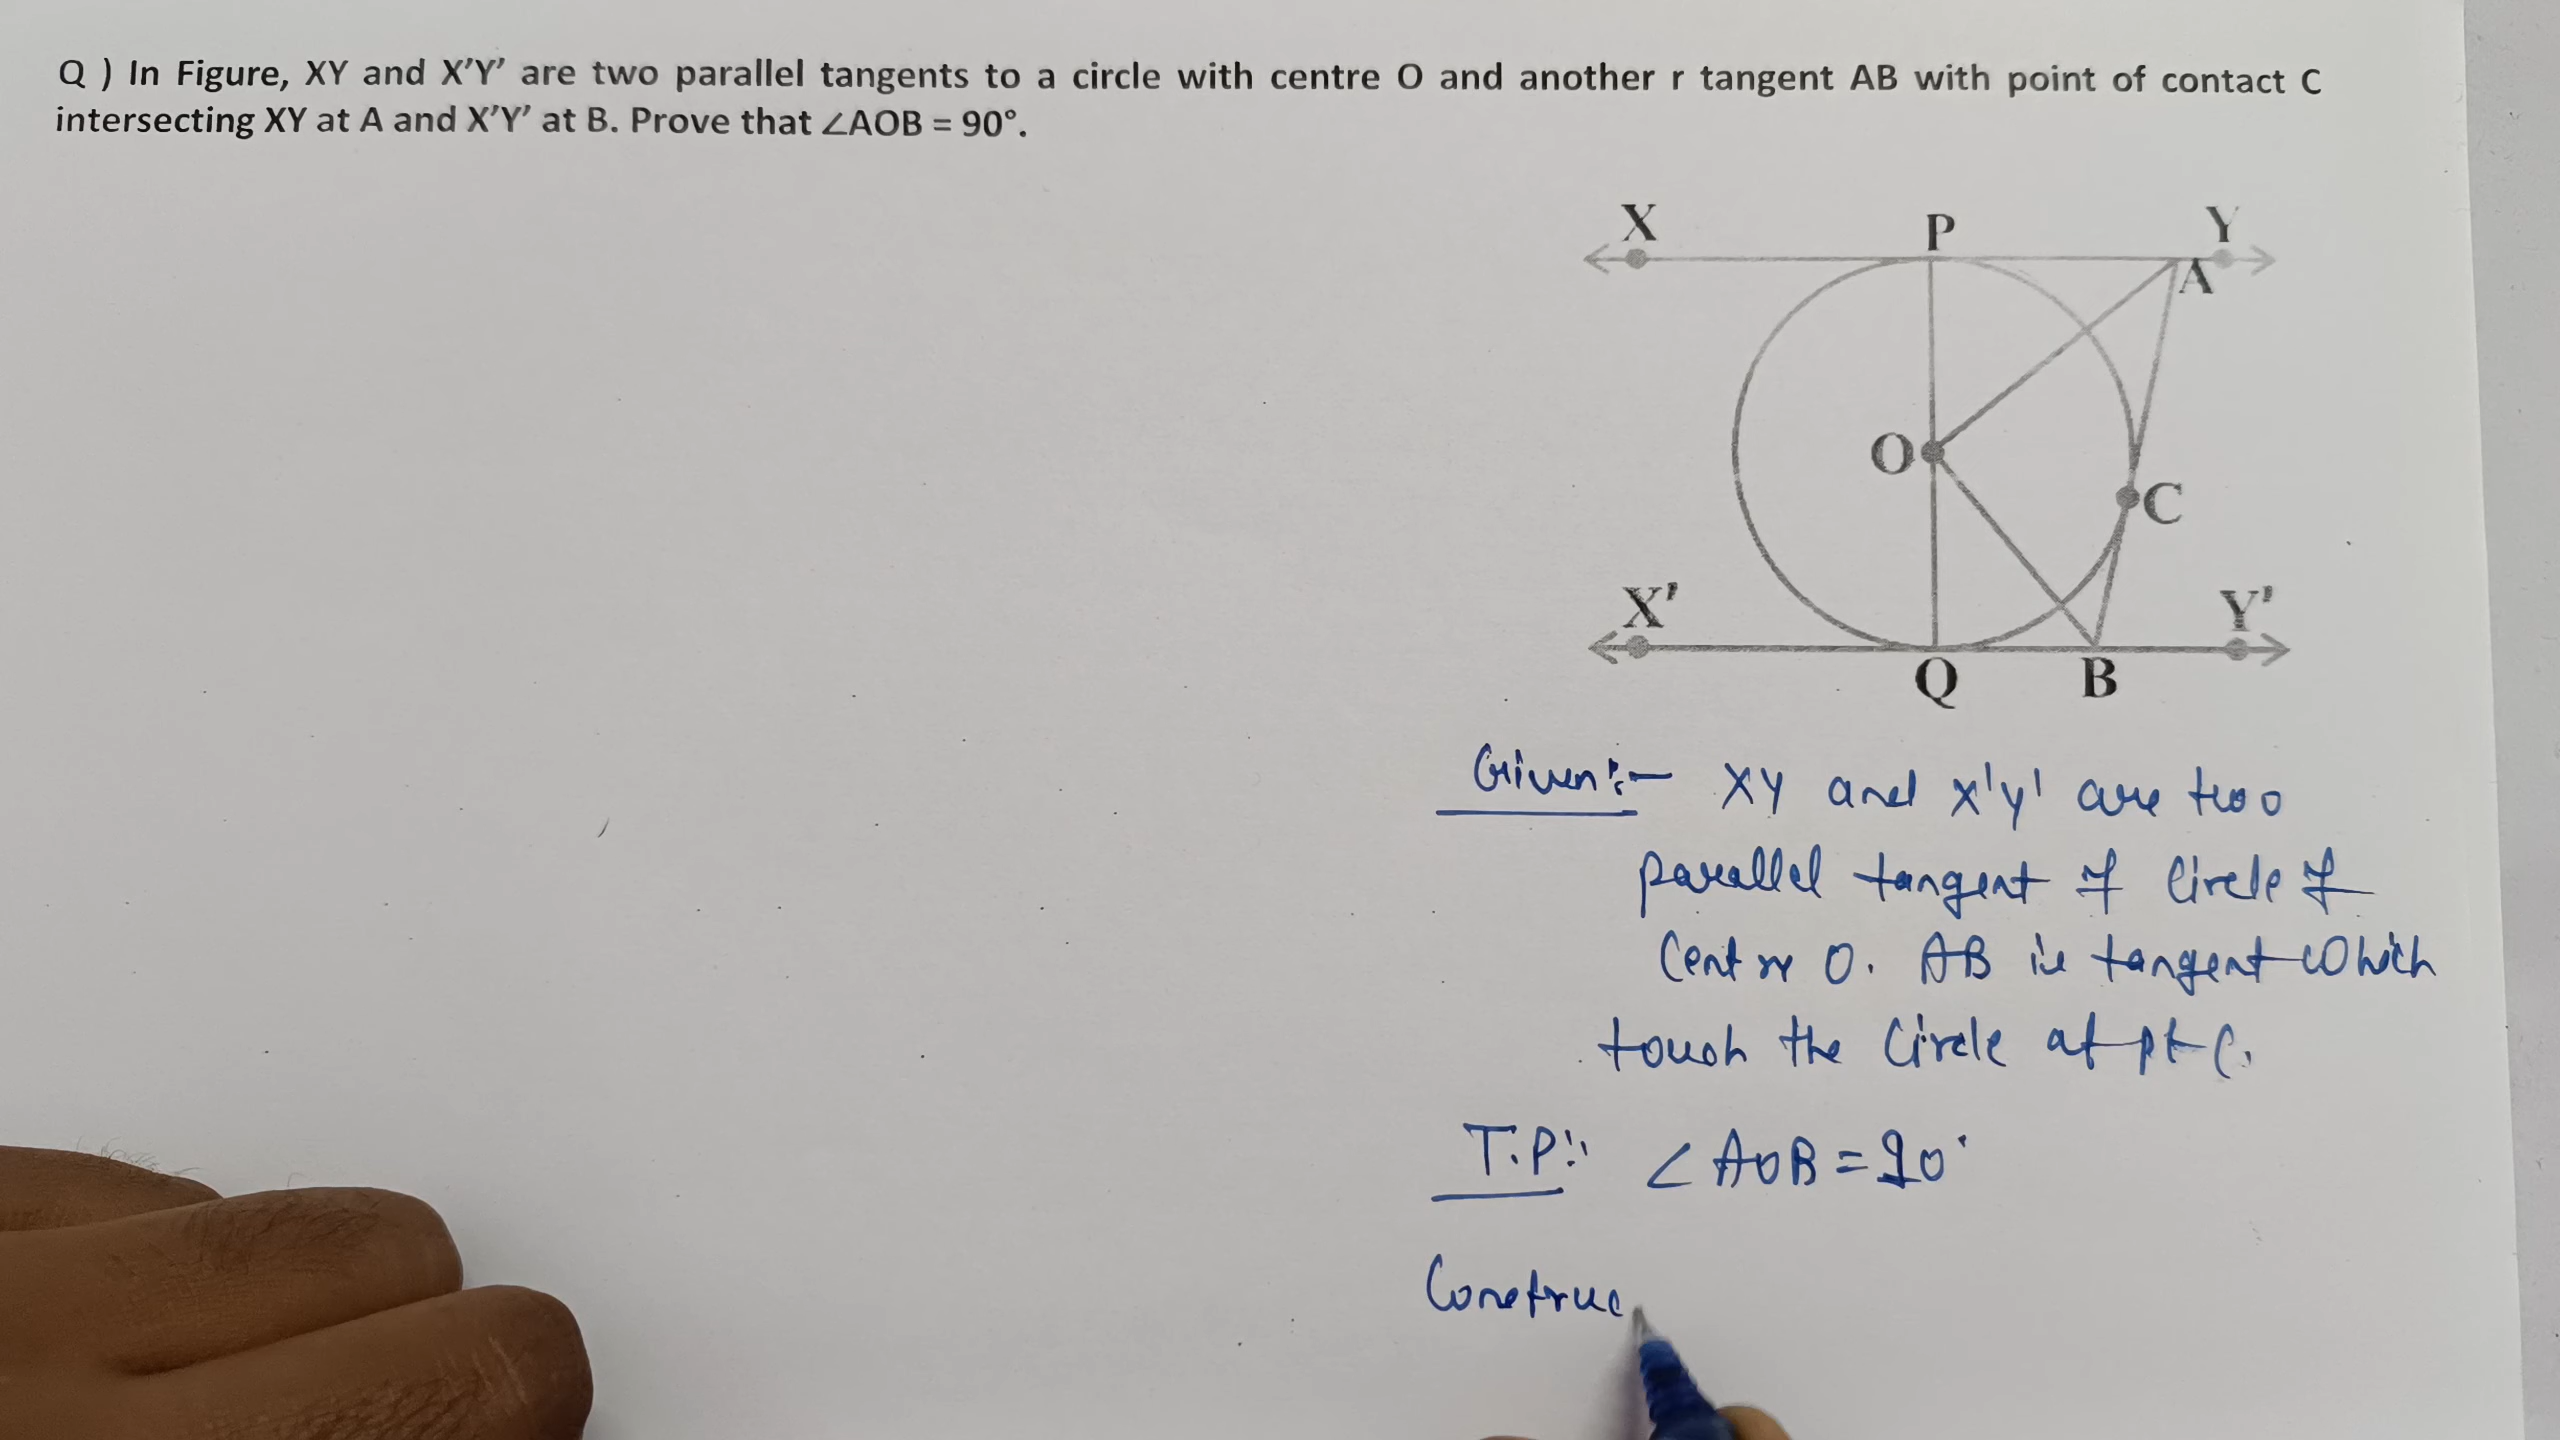 Q ) In Figure, XY and X’Y’ are two parallel tangents to a circle with centre O and another r tangent AB with point of contact C
intersecting XY at A and X’Y’ at B. Prove that ∠AOB = 90°.
X P Y
A
O
C
X' Y'
Q B
Given:- XY and x'y' are two
parallel tangent of Circle of
Centre O. AB is tangent which
touch the Circle at pt C.
T.P:- ∠AOB = 90°
Construc